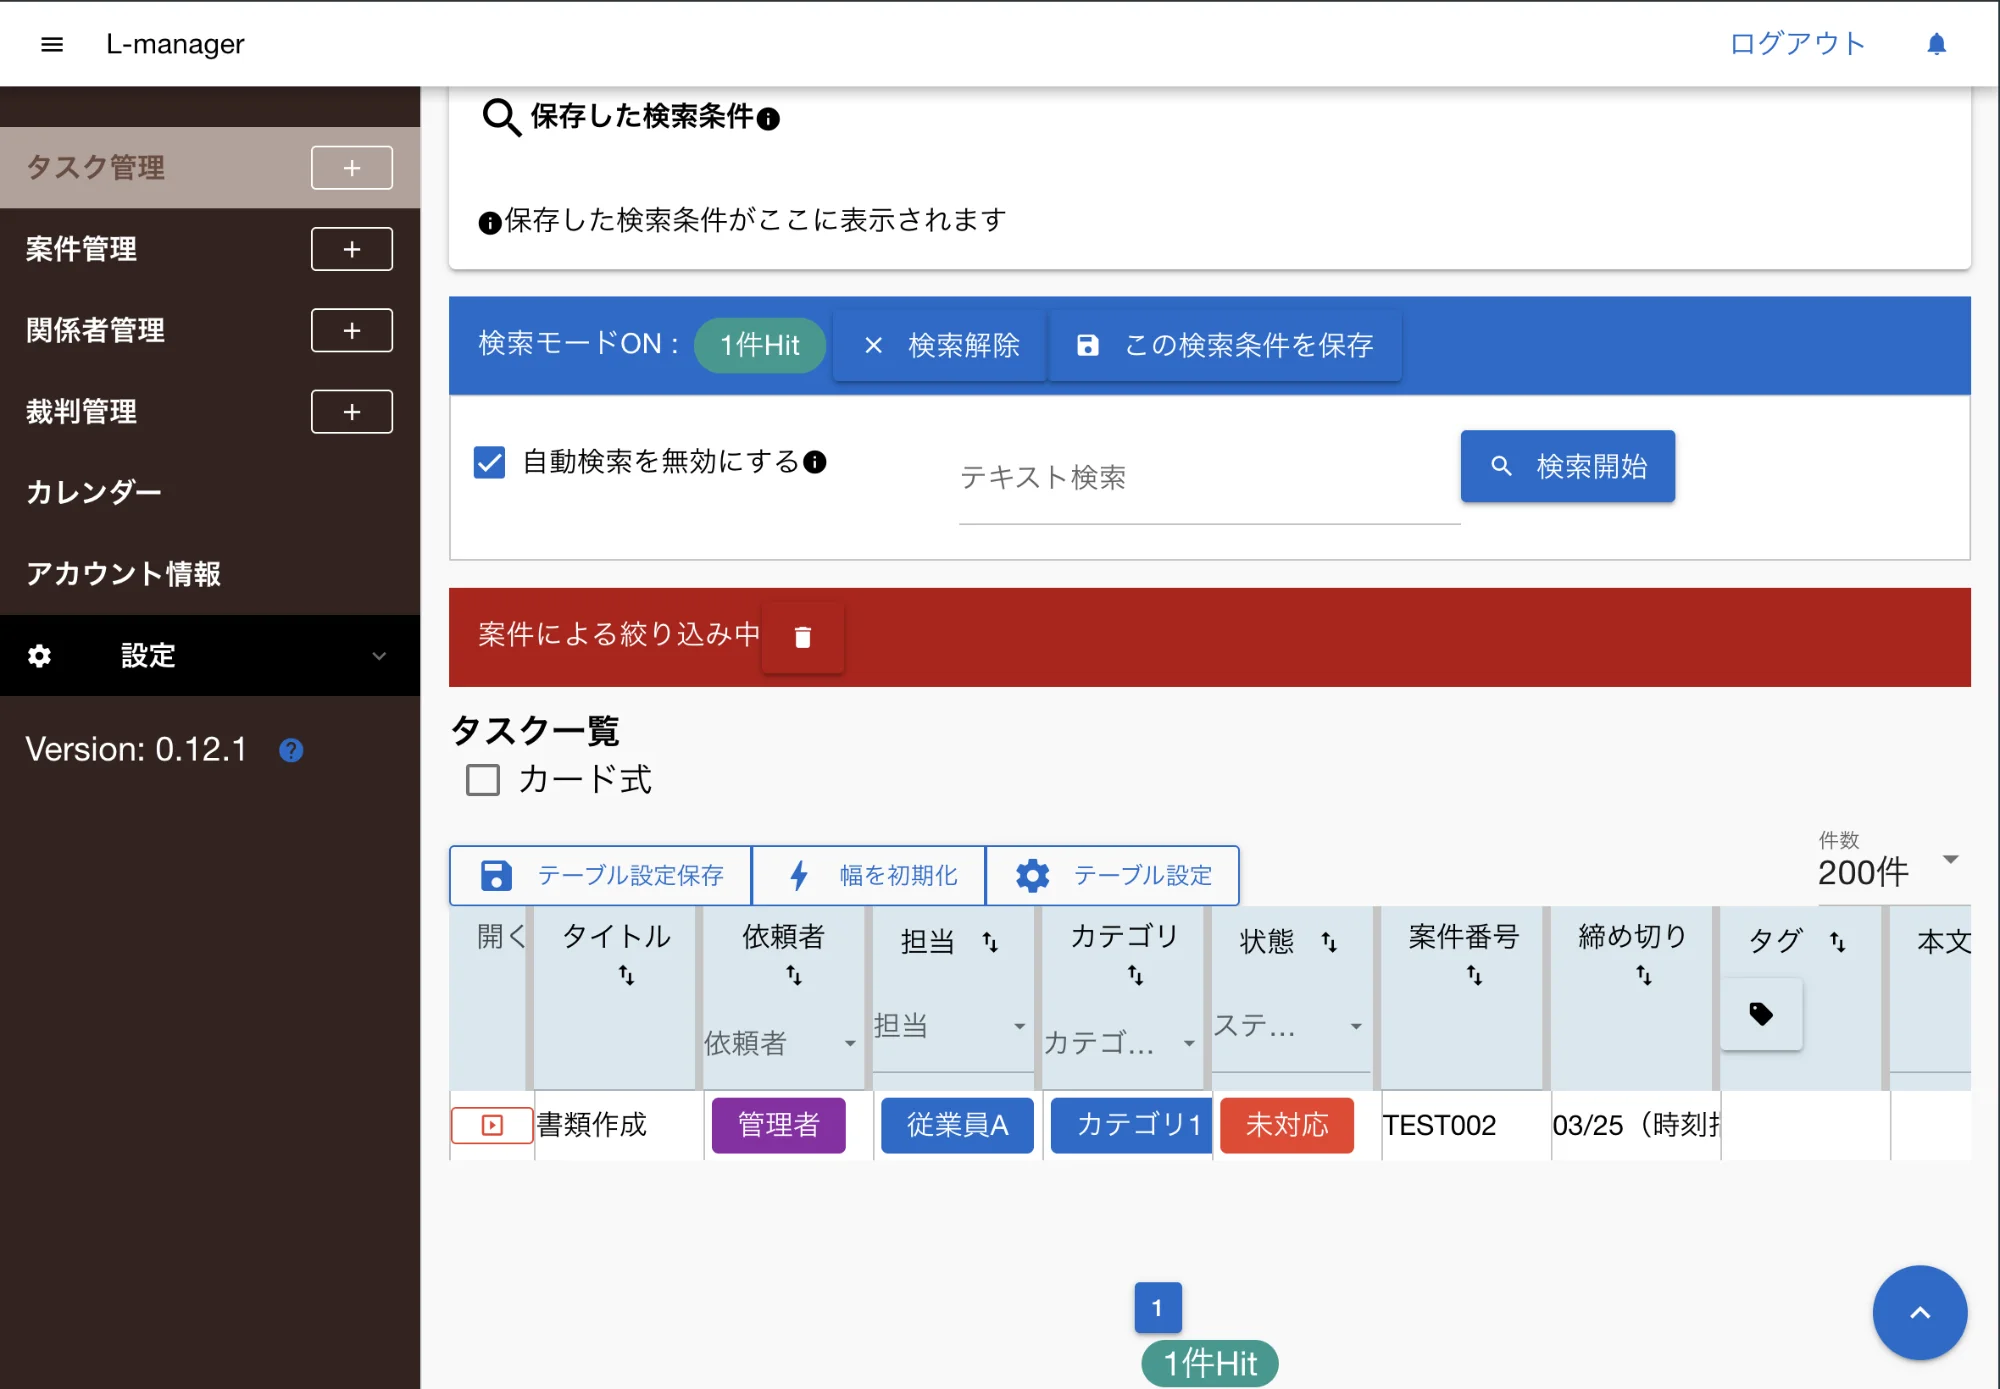 L-manager
ログアウト
タスク管理
案件管理
関係者管理
裁判管理
カレンダー
アカウント情報
設定
Version: 0.12.1
保存した検索条件
保存した検索条件がここに表示されます
検索モードON : 1件Hit 検索解除 この検索条件を保存
自動検索を無効にする テキスト検索 検索開始
案件による絞り込み中
タスク一覧
カード式
件数
200件
テーブル設定保存 幅を初期化 テーブル設定
開く タイトル 依頼者 担当 カテゴリ 状態 案件番号 締め切り タグ 本文
依頼者 担当 カテゴ... ステ...
書類作成 管理者 従業員A カテゴリ1 未対応 TEST002 03/25（時刻
1
1件Hit